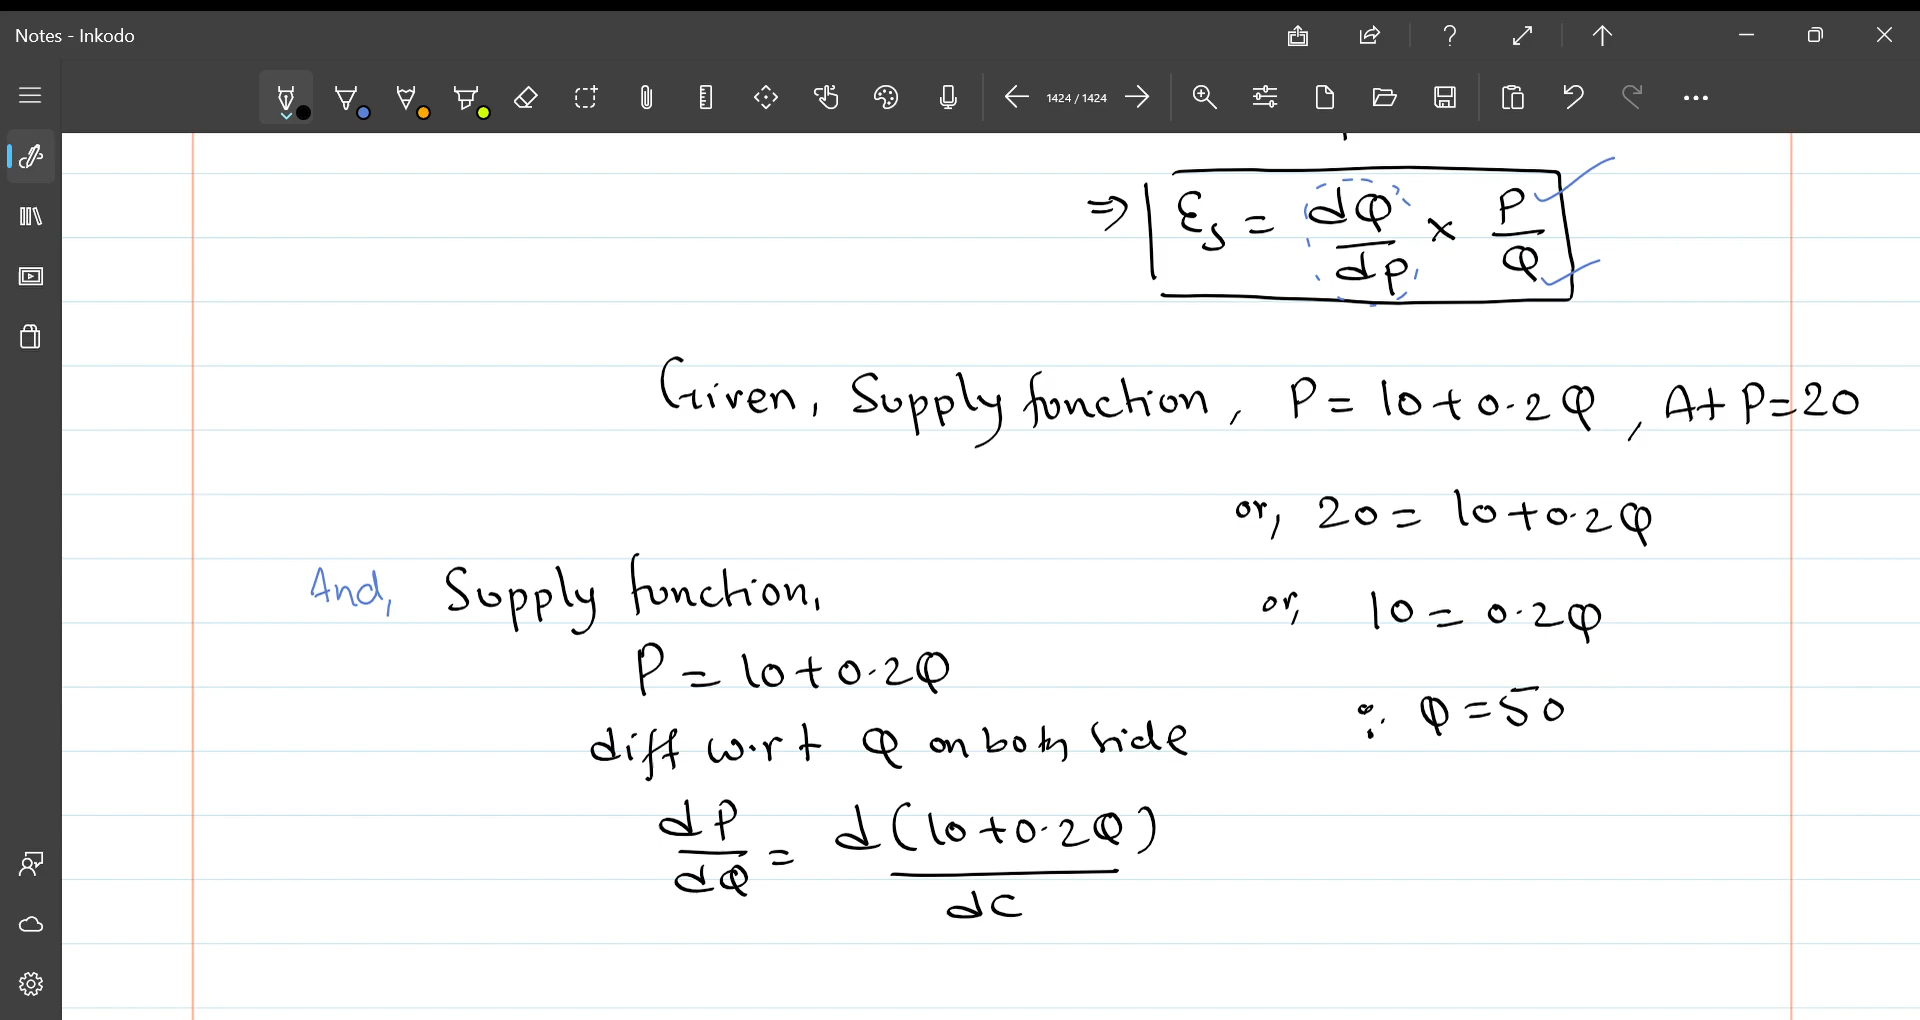 Notes - Inkodo
1424 / 1424
⇒ Es = dQ/dp × P/Q
Given, Supply function, P = 10 + 0.2Q, At P = 20
or, 20 = 10 + 0.2Q
And, Supply function,
or, 10 = 0.2Q
P = 10 + 0.2Q
∴ Q = 50
diff w.r.t Q on both side
dP/dQ = d(10 + 0.2Q)/dC